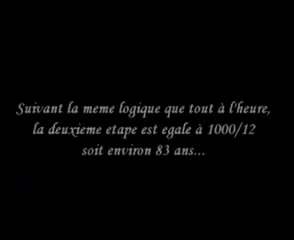 Suivant la meme logique que tout à l'heure,
la deuxieme etape est egale à 1000/12
soit environ 83 ans...